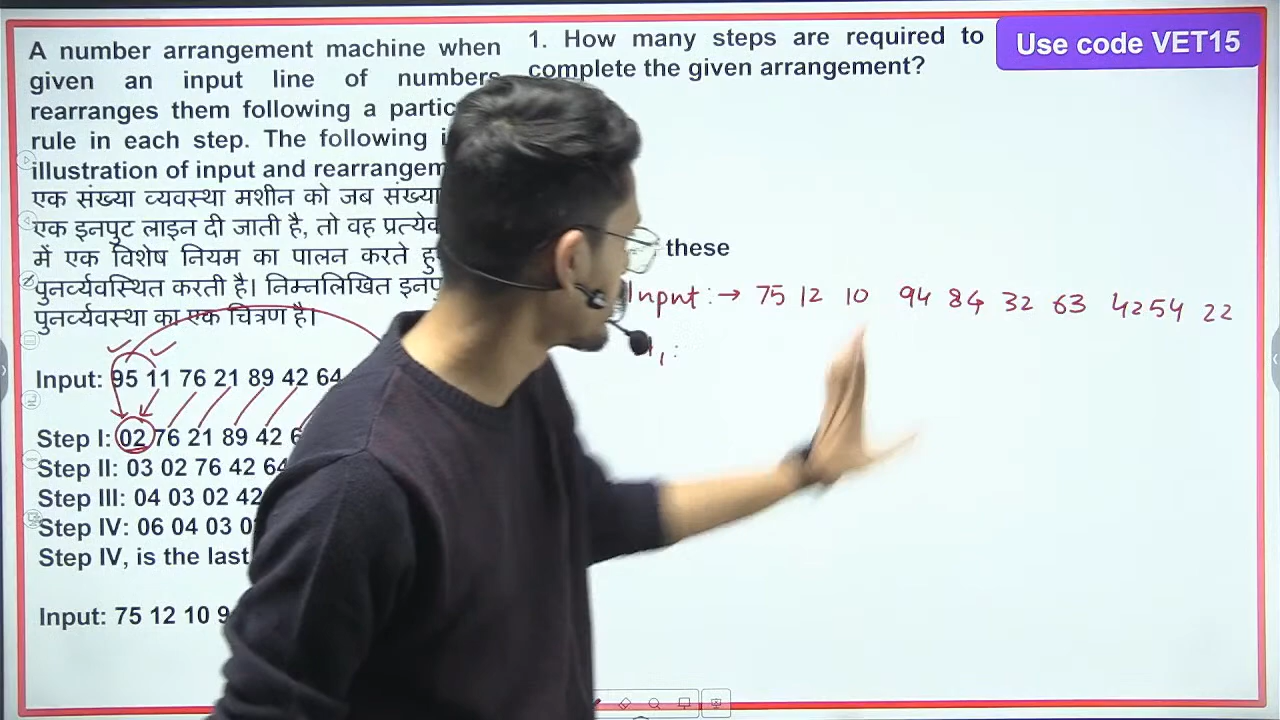 A number arrangement machine when
given an input line of numbers
rearranges them following a partic
rule in each step. The following i
illustration of input and rearrangem
एक संख्या व्यवस्था मशीन को जब संख्या
एक इनपुट लाइन दी जाती है, तो वह प्रत्येक
में एक विशेष नियम का पालन करते हु
पुनर्व्यवस्थित करती है। निम्नलिखित इनपु
पुनर्व्यवस्था का एक चित्रण है।
Input: 95 11 76 21 89 42 64
Step I: 02 76 21 89 42 6
Step II: 03 02 76 42 64
Step III: 04 03 02 42
Step IV: 06 04 03 0
Step IV, is the last
Input: 75 12 10 9
1. How many steps are required to
complete the given arrangement?
these
Input :→ 75 12 10 94 84 32 63 42 54 22
Use code VET15